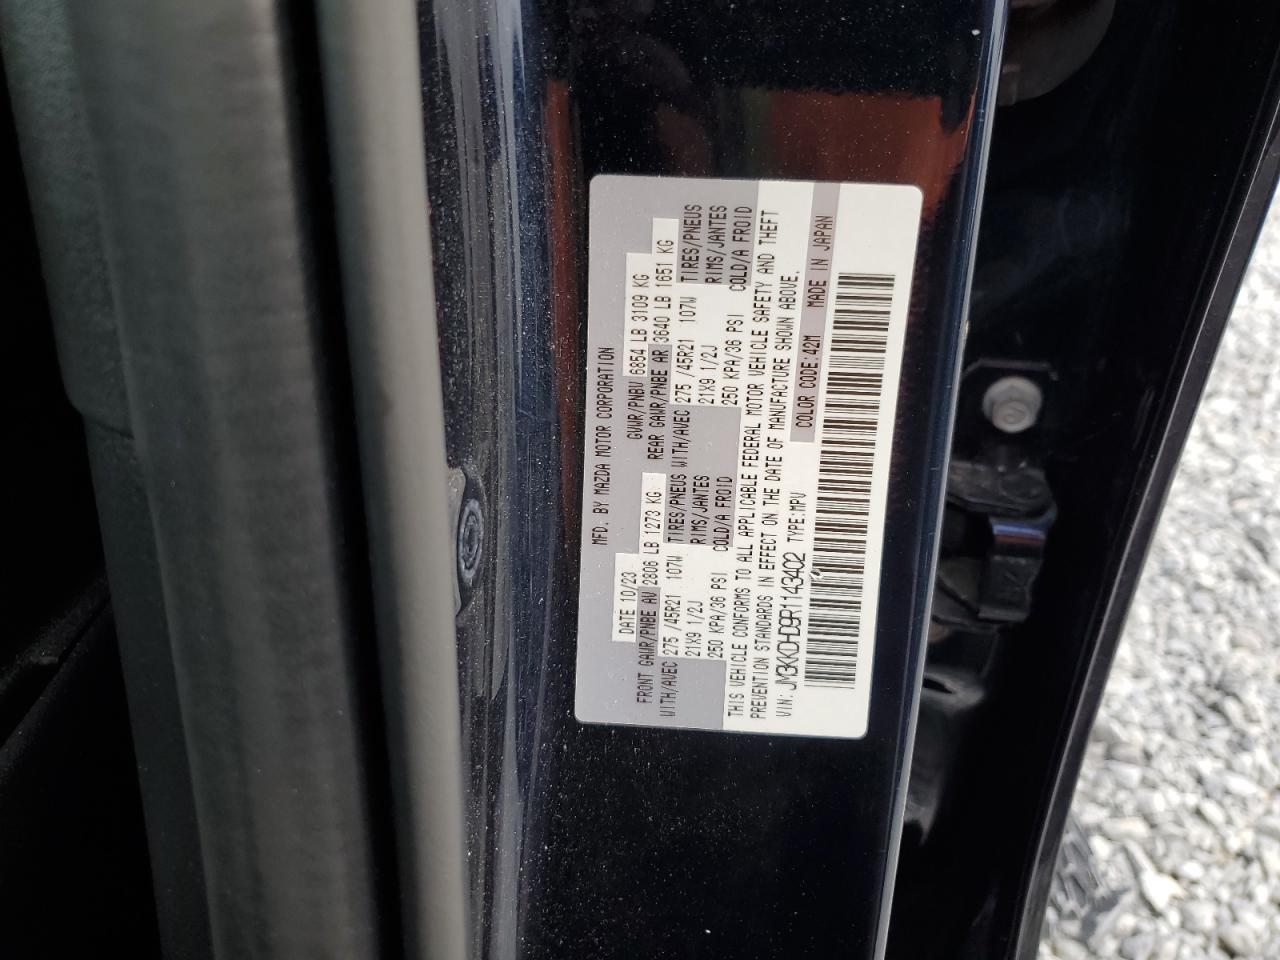 MFD. BY MAZDA MOTOR CORPORATION
DATE 10/23 GVWR/PNBV 6854 LB 3109 KG
FRONT GAWR/PNBE AV 2806 LB 1273 KG REAR GAWR/PNBE AR 3640 LB 1651 KG
WITH/AVEC 275 /45R21 107W TIRES/PNEUS WITH/AVEC 275 /45R21 107W TIRES/PNEUS
21X9 1/2J RIMS/JANTES 21X9 1/2J RIMS/JANTES
250 KPA/36 PSI COLD/A FROID 250 KPA/36 PSI COLD/A FROID
THIS VEHICLE CONFORMS TO ALL APPLICABLE FEDERAL MOTOR VEHICLE SAFETY AND THEFT
PREVENTION STANDARDS IN EFFECT ON THE DATE OF MANUFACTURE SHOWN ABOVE.
VIN: JM3KKDHD9R1143402 TYPE:MPV COLOR CODE:42M MADE IN JAPAN